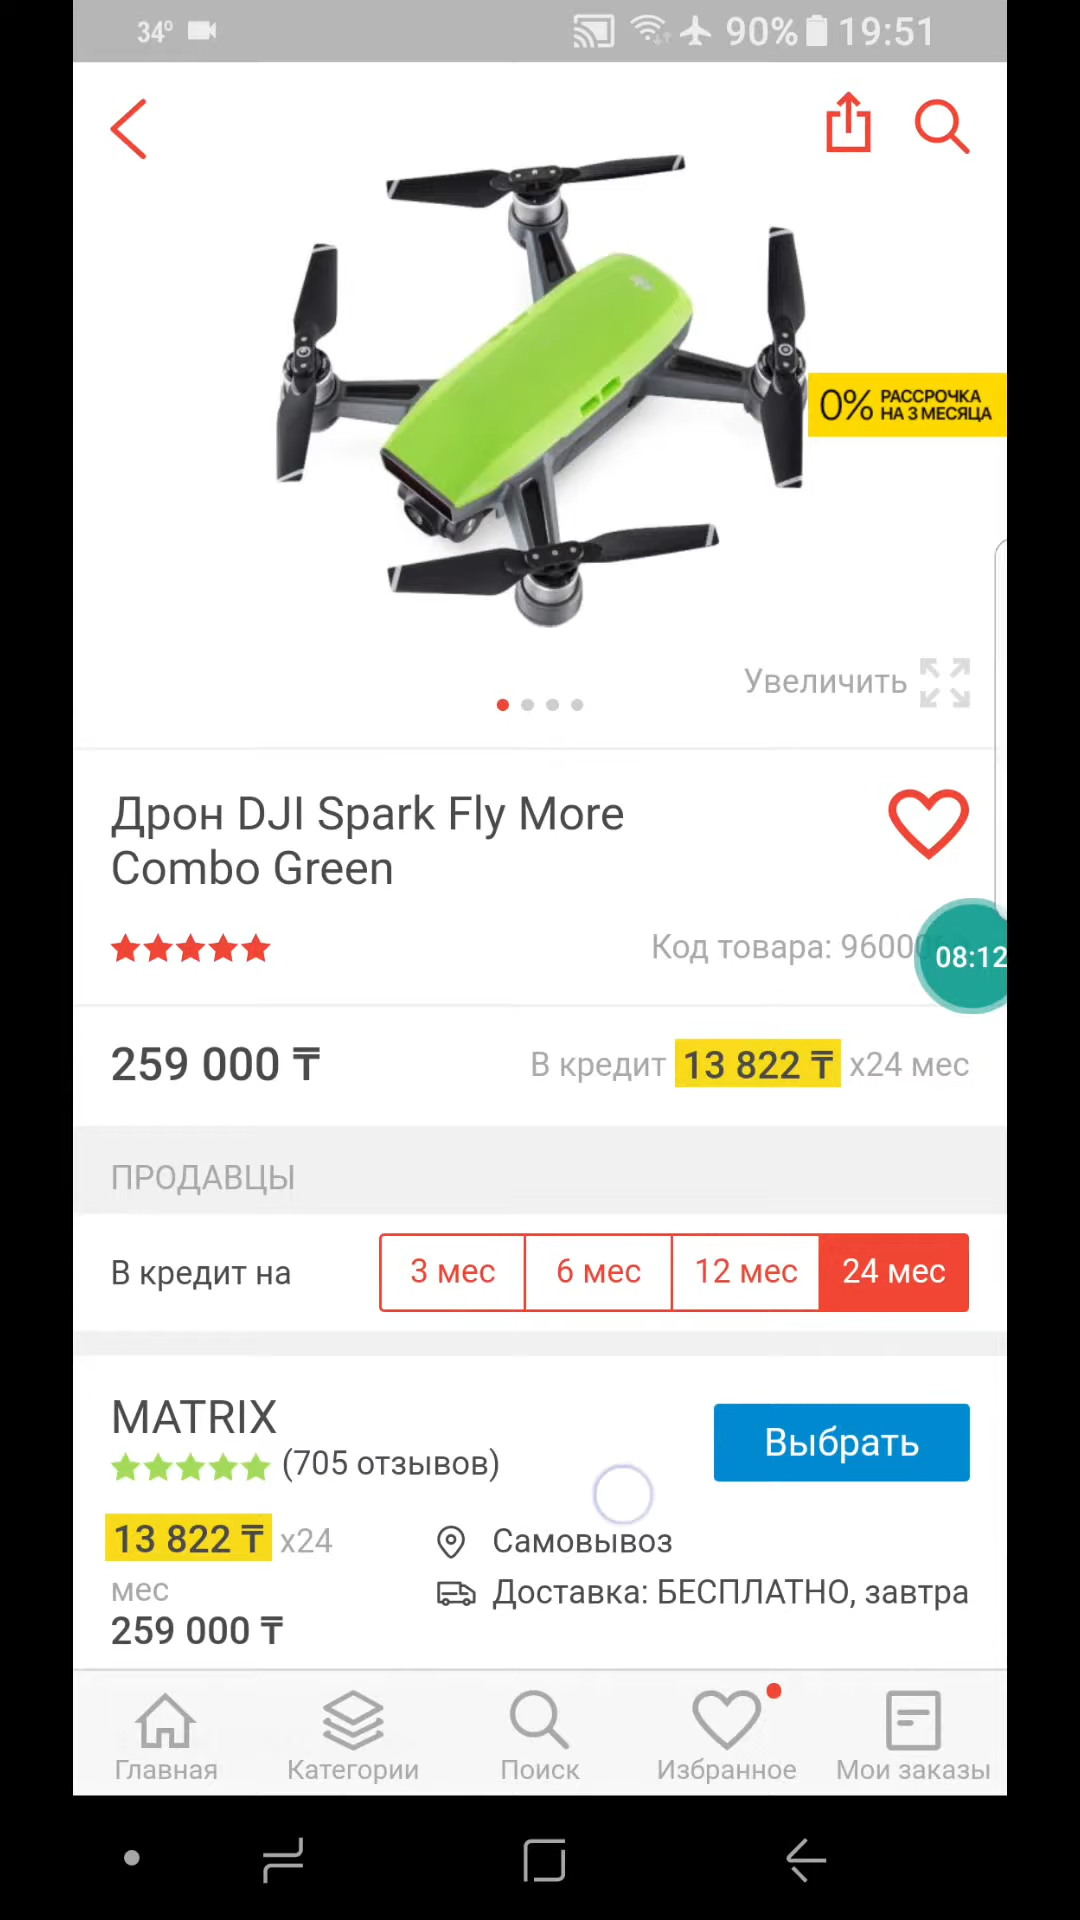 34°
90% 19:51
0% РАССРОЧКА
НА 3 МЕСЯЦА
Увеличить
Дрон DJI Spark Fly More
Combo Green
Код товара: 9600
08:12
259 000 ₸
В кредит 13 822 ₸ x24 мес
ПРОДАВЦЫ
В кредит на
3 мес 6 мес 12 мес 24 мес
MATRIX
Выбрать
(705 отзывов)
13 822 ₸ x24
мес
259 000 ₸
Самовывоз
Доставка: БЕСПЛАТНО, завтра
Главная Категории Поиск Избранное Мои заказы